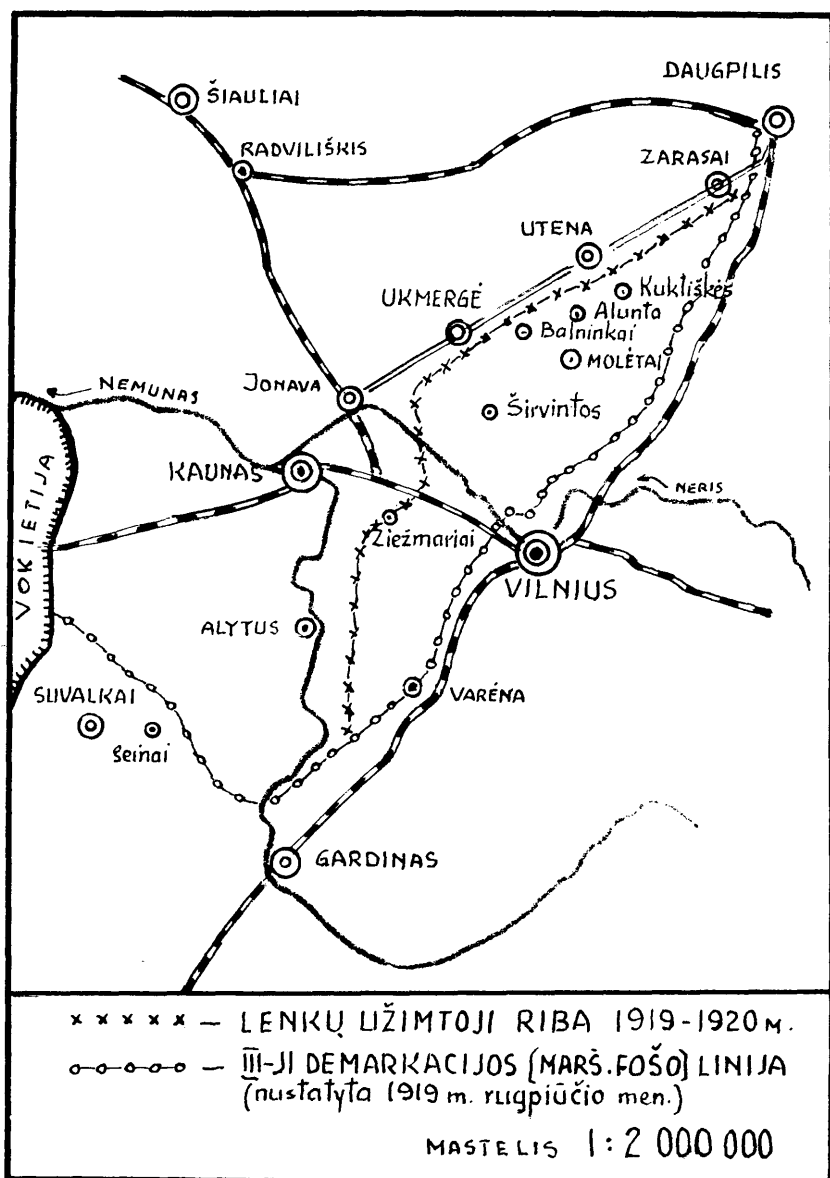 DAUGPILIS
ŠIAULIAI
RADVILIŠKIS
ZARASAI
UTENA
Kuktiškės
UKMERGĖ
Alunta
Balninkai
MOLĖTAI
JONAVA
NEMUNAS
Širvintos
KAUNAS
NERIS
VOKIETIJA
Žiežmariai
VILNIUS
ALYTUS
SUVALKAI
VARĖNA
Seinai
GARDINAS
x x x x x – LENKŲ UŽIMTOJI RIBA 1919-1920 M.
o-o-o-o-o – III-JI DEMARKACIJOS [MARŠ. FOŠO] LINIJA
(nustatyta 1919 m. rugpiūčio men.)
MASTELIS 1:2 000 000